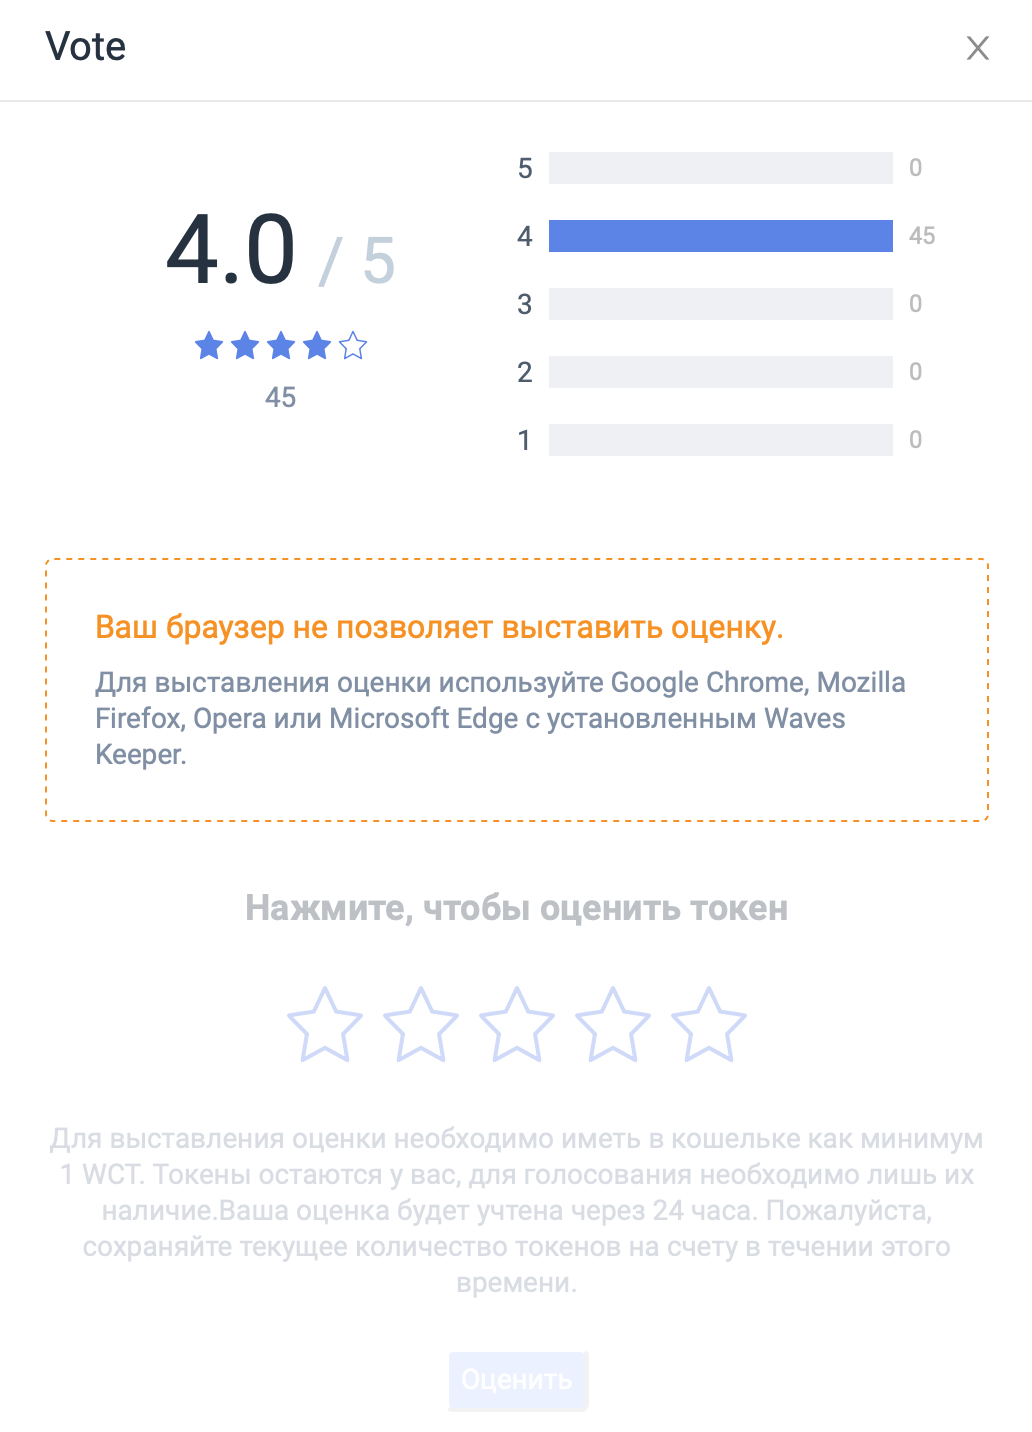 Vote
4.0 / 5
45
5 0
4 45
3 0
2 0
1 0
Ваш браузер не позволяет выставить оценку.
Для выставления оценки используйте Google Chrome, Mozilla
Firefox, Opera или Microsoft Edge с установленным Waves
Keeper.
Нажмите, чтобы оценить токен
Для выставления оценки необходимо иметь в кошельке как минимум
1 WCT. Токены остаются у вас, для голосования необходимо лишь их
наличие.Ваша оценка будет учтена через 24 часа. Пожалуйста,
сохраняйте текущее количество токенов на счету в течении этого
времени.
Оценить